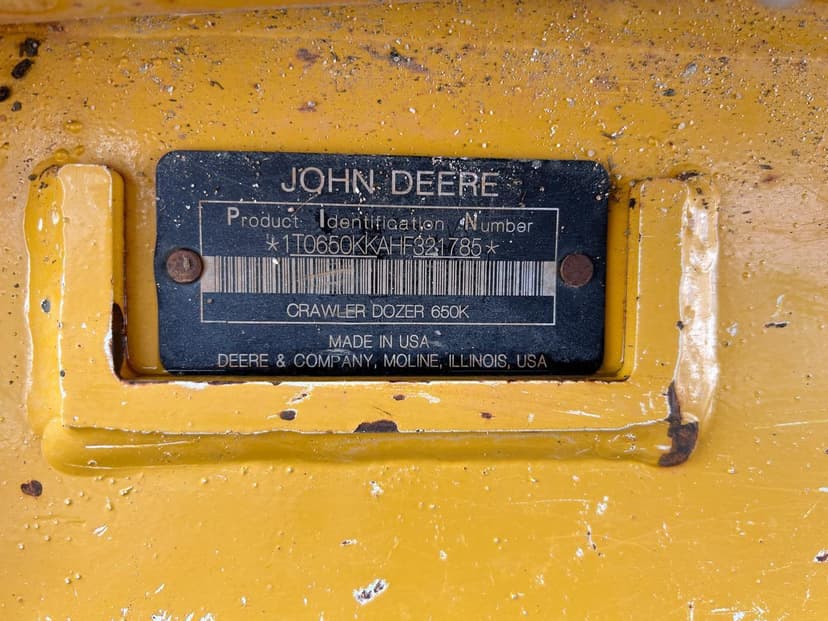 JOHN DEERE
Product Identification Number
*1T0650KKAHF321785*
CRAWLER DOZER 650K
MADE IN USA
DEERE & COMPANY, MOLINE, ILLINOIS, USA